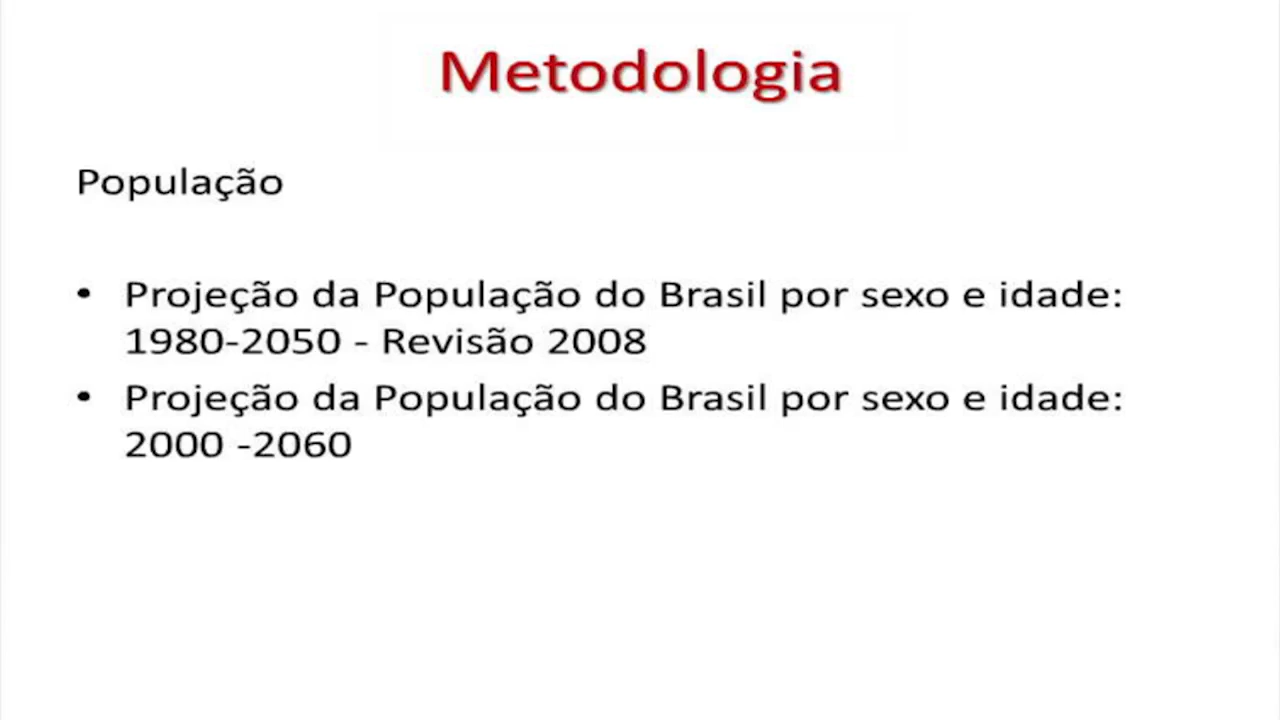 Metodologia
População
• Projeção da População do Brasil por sexo e idade:
1980-2050 - Revisão 2008
• Projeção da População do Brasil por sexo e idade:
2000 -2060